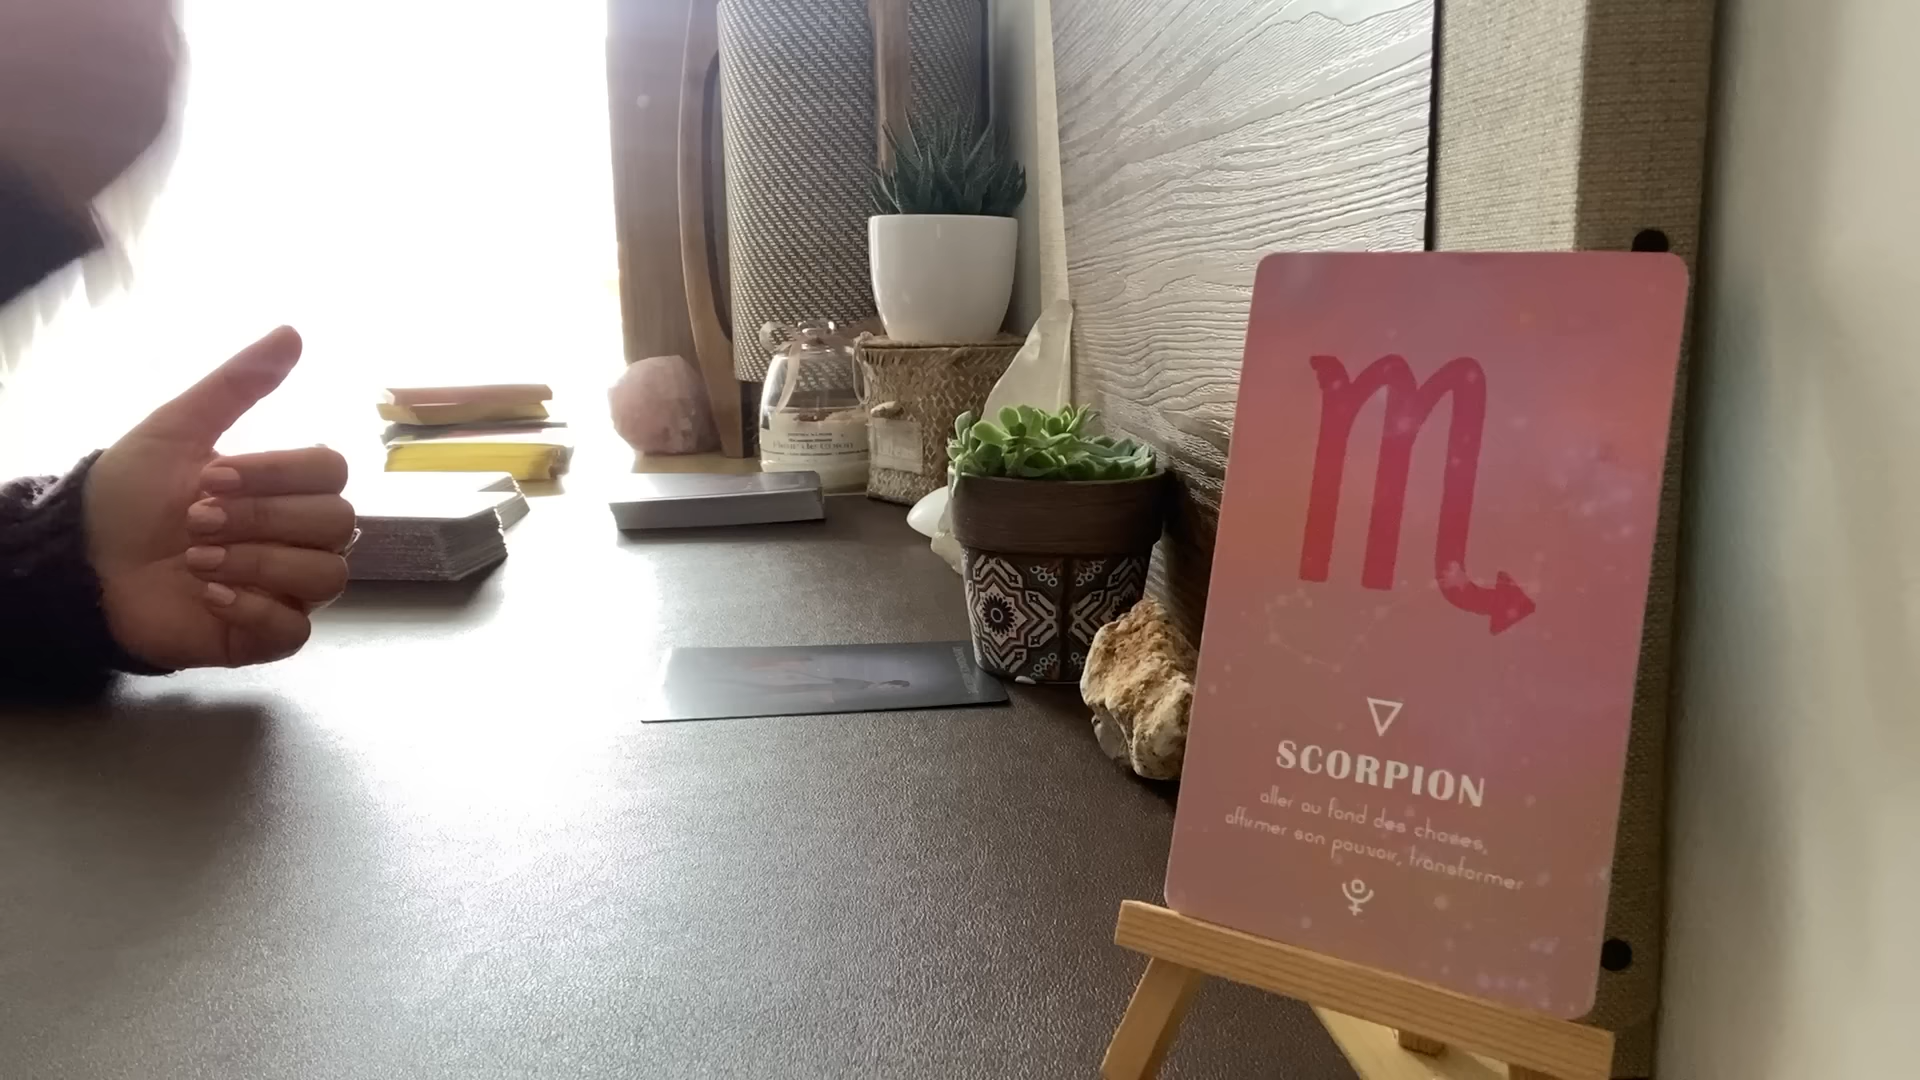 SCORPION
aller au fond des choses,
affirmer son pouvoir, transformer